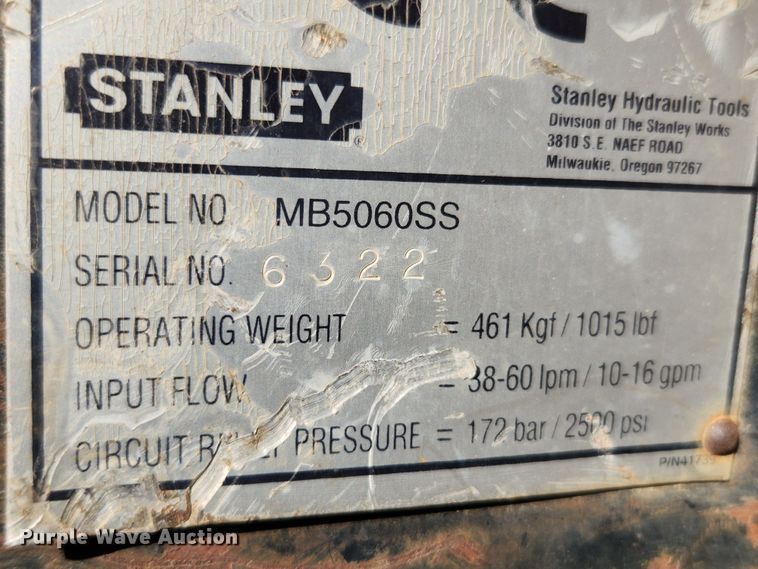 STANLEY
®
Stanley Hydraulic Tools
Division of The Stanley Works
3810 S.E. NAEF ROAD
Milwaukie, Oregon 97267
MODEL NO MB5060SS
SERIAL NO. 6322
OPERATING WEIGHT = 461 Kgf / 1015 lbf
INPUT FLOW = 38-60 lpm / 10-16 gpm
CIRCUIT PRESSURE = 172 bar / 2500 psi
Purple Wave Auction